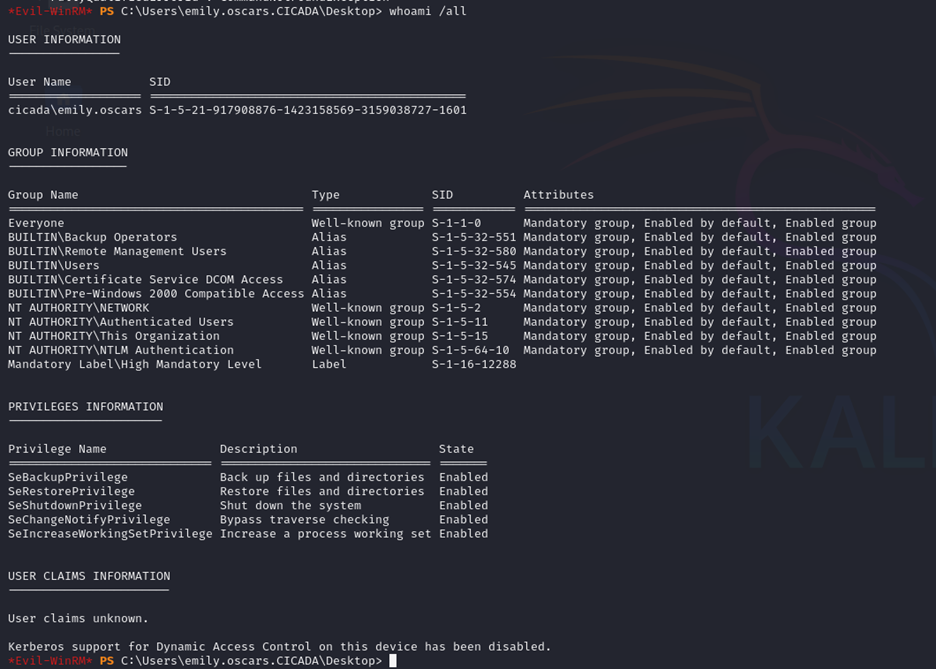 *Evil-WinRM* PS C:\Users\emily.oscars.CICADA\Desktop> whoami /all
USER INFORMATION
User Name SID
cicada\emily.oscars S-1-5-21-917908876-1423158569-3159038727-1601
Home
GROUP INFORMATION
Group Name Type SID Attributes
Everyone Well-known group S-1-1-0 Mandatory group, Enabled by default, Enabled group
BUILTIN\Backup Operators Alias S-1-5-32-551 Mandatory group, Enabled by default, Enabled group
BUILTIN\Remote Management Users Alias S-1-5-32-580 Mandatory group, Enabled by default, Enabled group
BUILTIN\Users Alias S-1-5-32-545 Mandatory group, Enabled by default, Enabled group
BUILTIN\Certificate Service DCOM Access Alias S-1-5-32-574 Mandatory group, Enabled by default, Enabled group
BUILTIN\Pre-Windows 2000 Compatible Access Alias S-1-5-32-554 Mandatory group, Enabled by default, Enabled group
NT AUTHORITY\NETWORK Well-known group S-1-5-2 Mandatory group, Enabled by default, Enabled group
NT AUTHORITY\Authenticated Users Well-known group S-1-5-11 Mandatory group, Enabled by default, Enabled group
NT AUTHORITY\This Organization Well-known group S-1-5-15 Mandatory group, Enabled by default, Enabled group
NT AUTHORITY\NTLM Authentication Well-known group S-1-5-64-10 Mandatory group, Enabled by default, Enabled group
Mandatory Label\High Mandatory Level Label S-1-16-12288
PRIVILEGES INFORMATION
KALI
Privilege Name Description State
SeBackupPrivilege Back up files and directories Enabled
SeRestorePrivilege Restore files and directories Enabled
SeShutdownPrivilege Shut down the system Enabled
SeChangeNotifyPrivilege Bypass traverse checking Enabled
SeIncreaseWorkingSetPrivilege Increase a process working set Enabled
USER CLAIMS INFORMATION
User claims unknown.
Kerberos support for Dynamic Access Control on this device has been disabled.
*Evil-WinRM* PS C:\Users\emily.oscars.CICADA\Desktop>